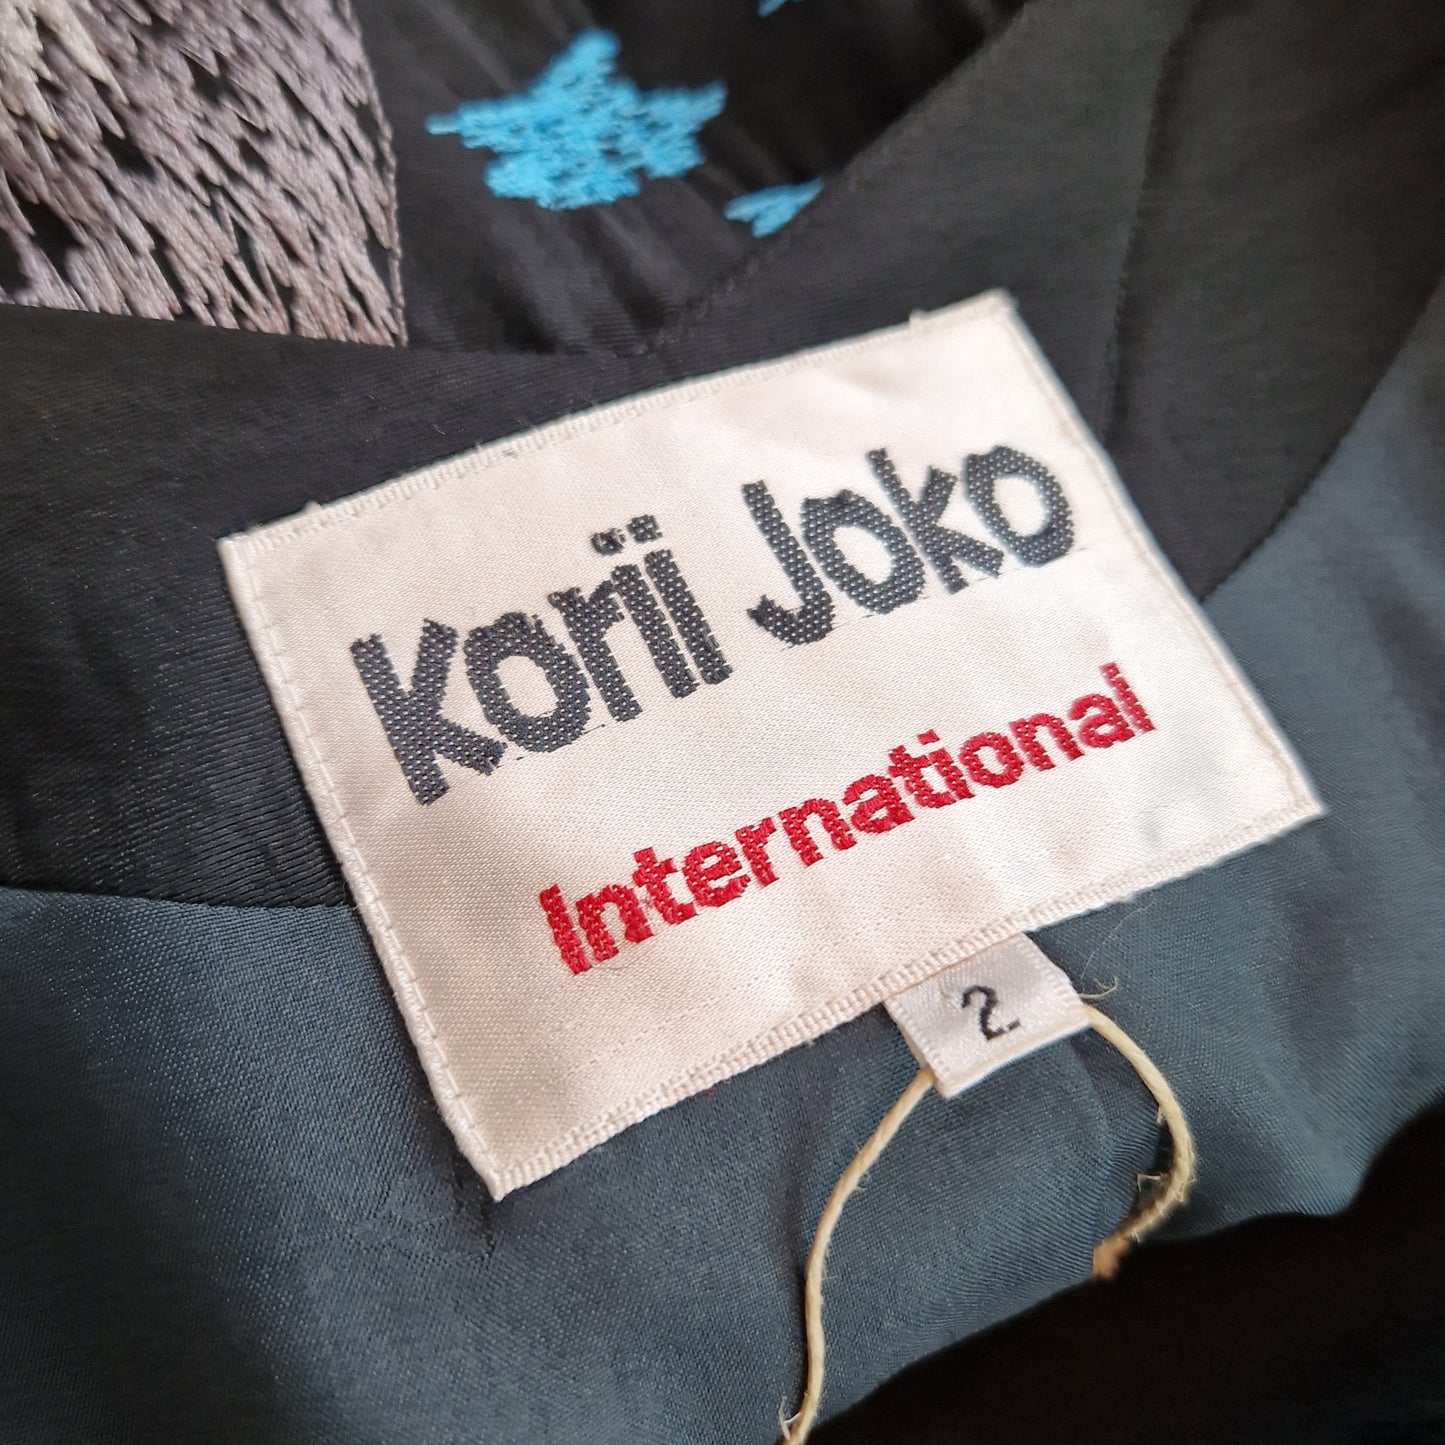 Korii Joko
International
2